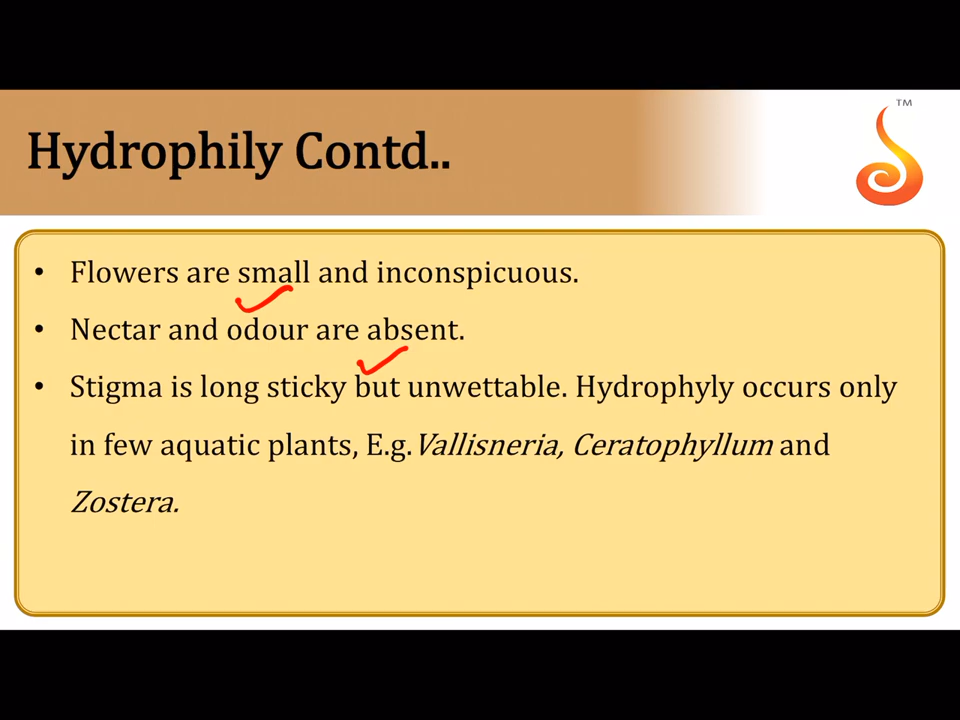 TM
Hydrophily Contd..
• Flowers are small and inconspicuous.
• Nectar and odour are absent.
• Stigma is long sticky but unwettable. Hydrophyly occurs only
in few aquatic plants, E.g. Vallisneria, Ceratophyllum and
Zostera.